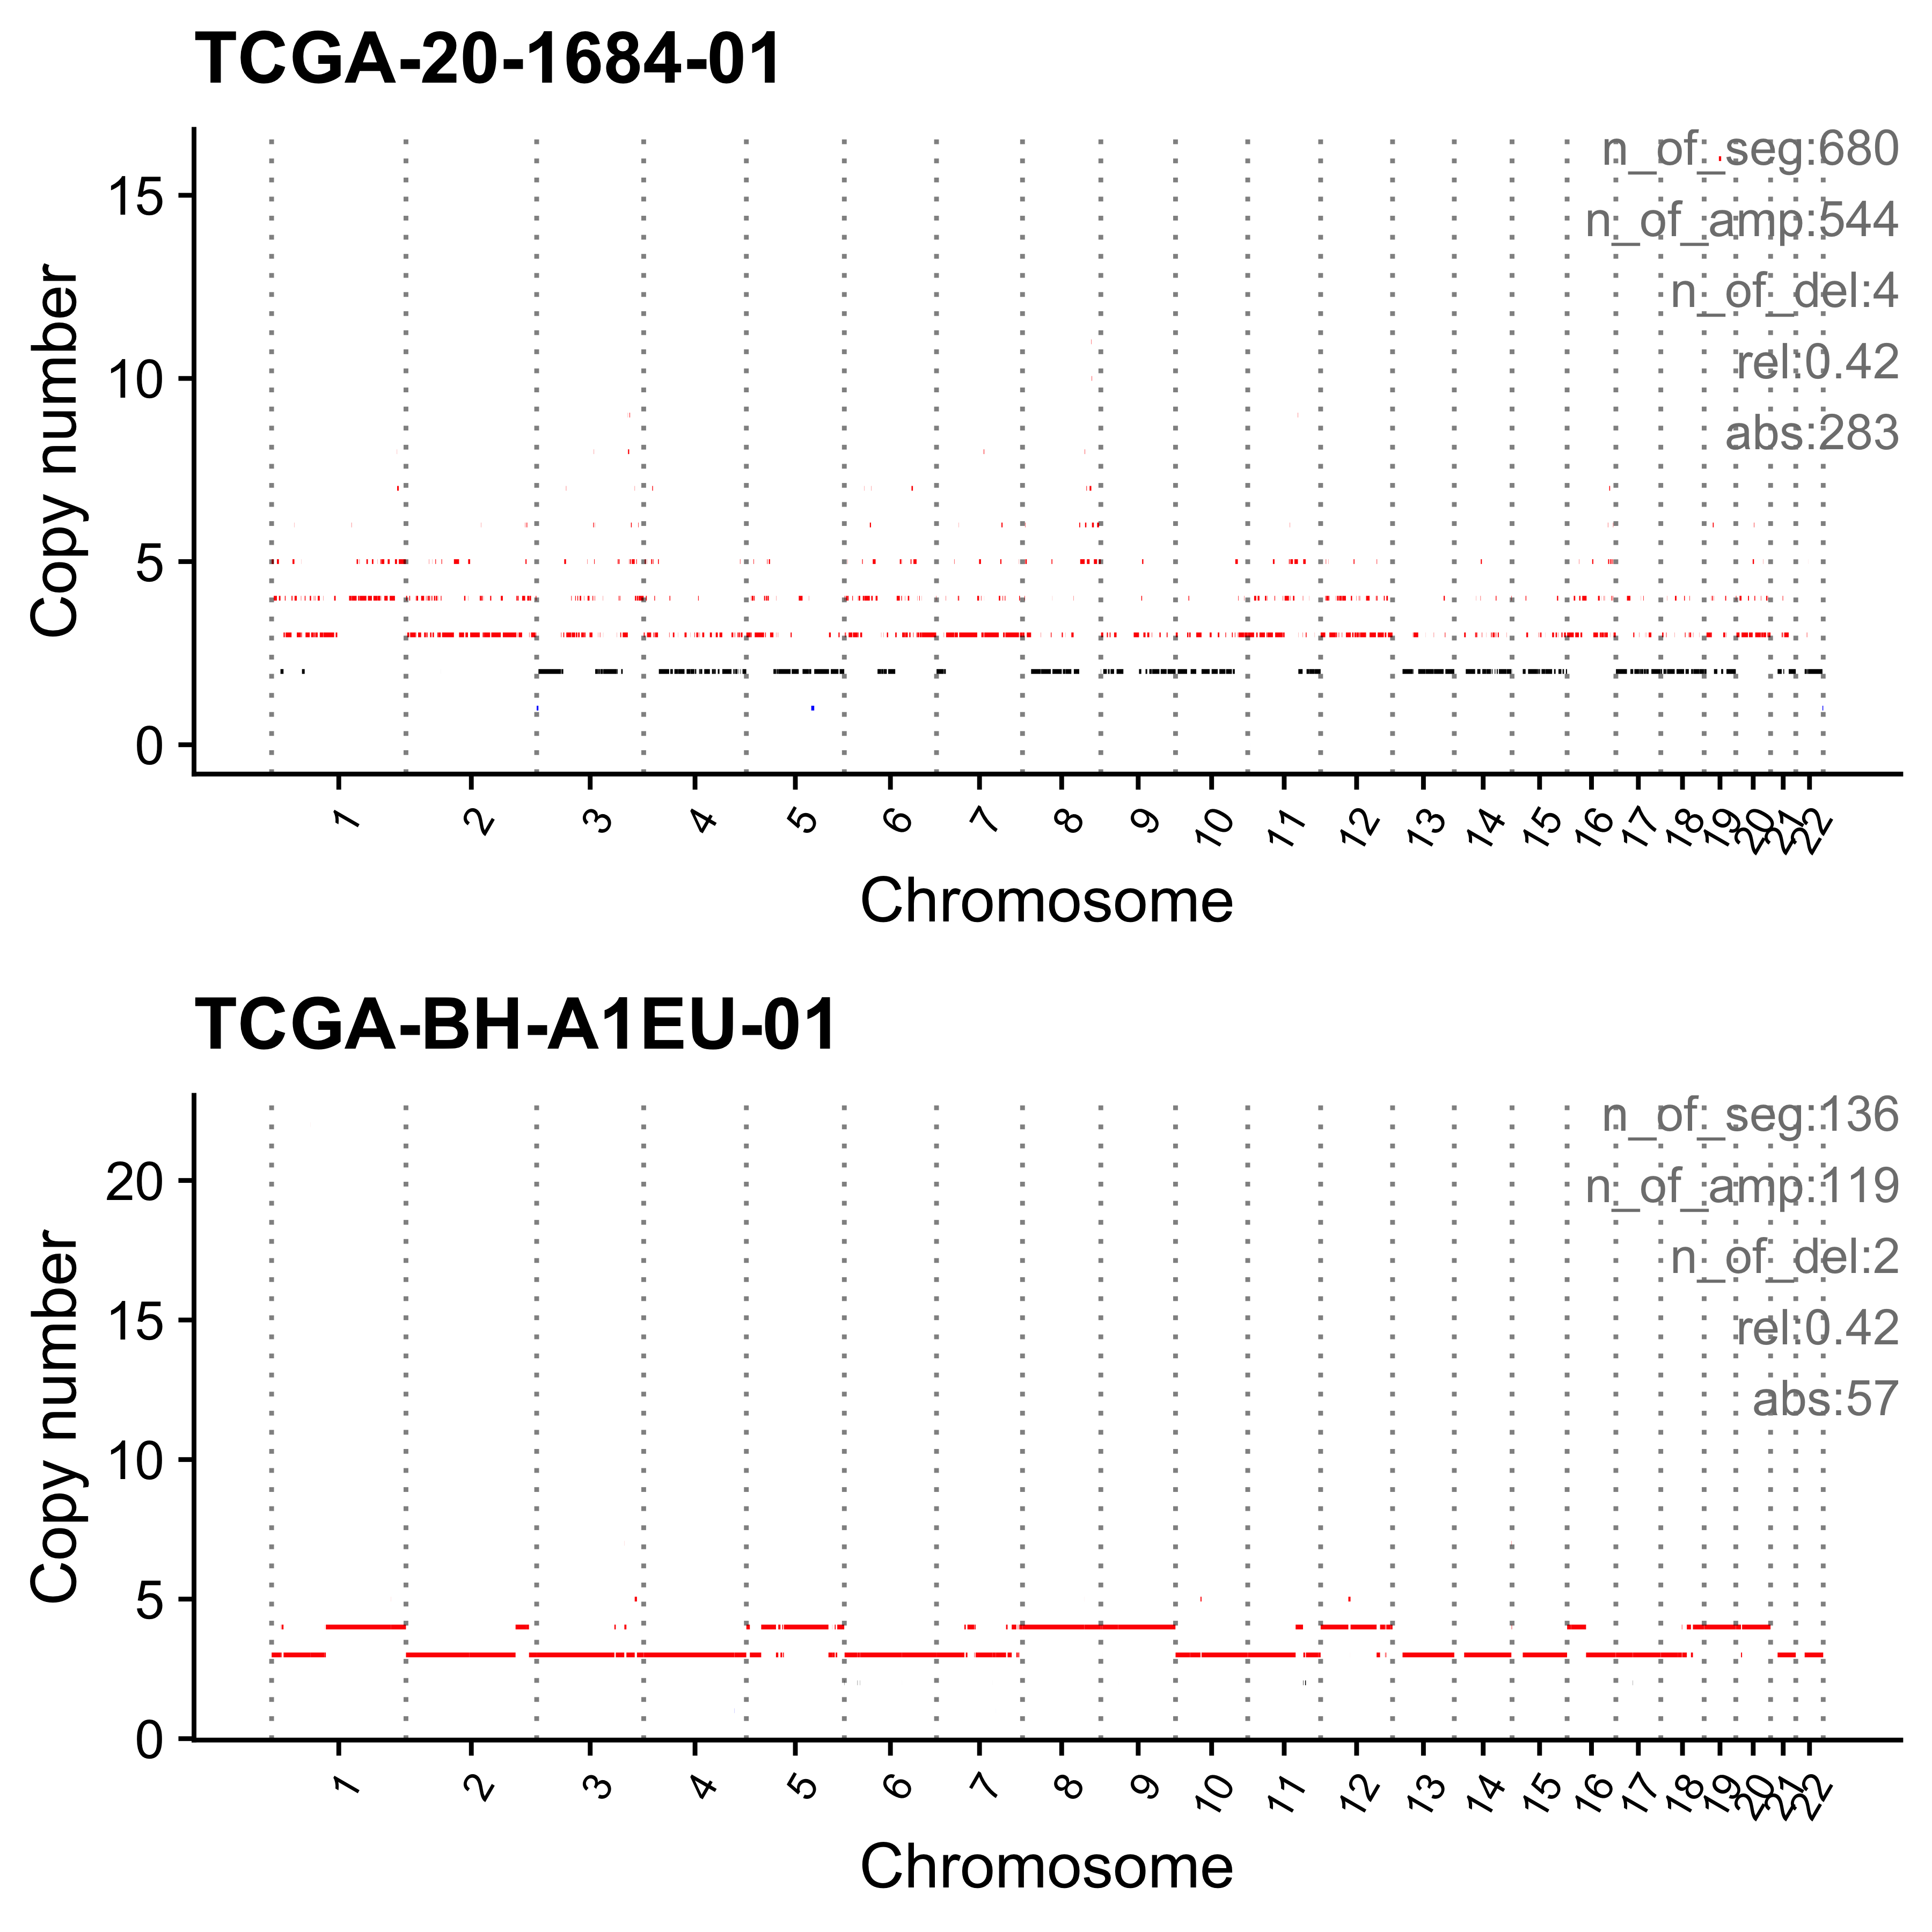 TCGA-20-1684-01
n_of_seg:680
15
n_of_amp:544
n_of_del:4
10
rel:0.42
abs:283
5
0
Copy number
1 2 3 4 5 6 7 8 9 10 11 12 13 14 15 16 17 18 19 20 21 22
Chromosome
TCGA-BH-A1EU-01
n_of_seg:136
20
n_of_amp:119
n_of_del:2
15
rel:0.42
abs:57
10
5
0
Copy number
1 2 3 4 5 6 7 8 9 10 11 12 13 14 15 16 17 18 19 20 21 22
Chromosome